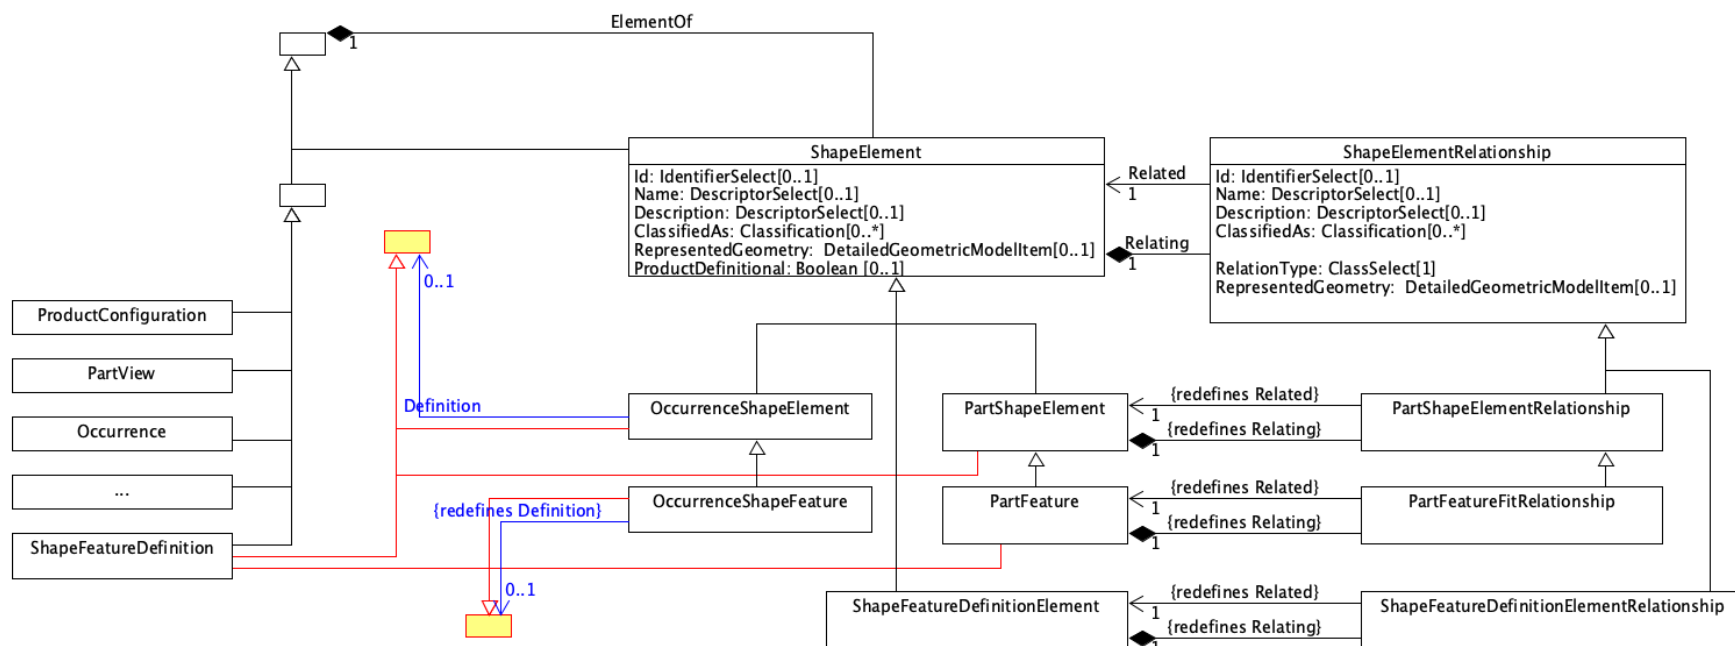 ElementOf
1
ShapeElement
Id: IdentifierSelect[0..1]
Name: DescriptorSelect[0..1]
Description: DescriptorSelect[0..1]
ClassifiedAs: Classification[0..*]
RepresentedGeometry:  DetailedGeometricModelItem[0..1]
ProductDefinitional: Boolean [0..1]
Related
1
Relating
1
ShapeElementRelationship
Id: IdentifierSelect[0..1]
Name: DescriptorSelect[0..1]
Description: DescriptorSelect[0..1]
ClassifiedAs: Classification[0..*]
RelationType: ClassSelect[1]
RepresentedGeometry:  DetailedGeometricModelItem[0..1]
0..1
ProductConfiguration
PartView
Occurrence
...
ShapeFeatureDefinition
Definition
OccurrenceShapeElement
PartShapeElement
{redefines Related}
1
{redefines Relating}
1
PartShapeElementRelationship
{redefines Definition}
OccurrenceShapeFeature
PartFeature
{redefines Related}
1
{redefines Relating}
1
PartFeatureFitRelationship
0..1
ShapeFeatureDefinitionElement
{redefines Related}
1
{redefines Relating}
1
ShapeFeatureDefinitionElementRelationship